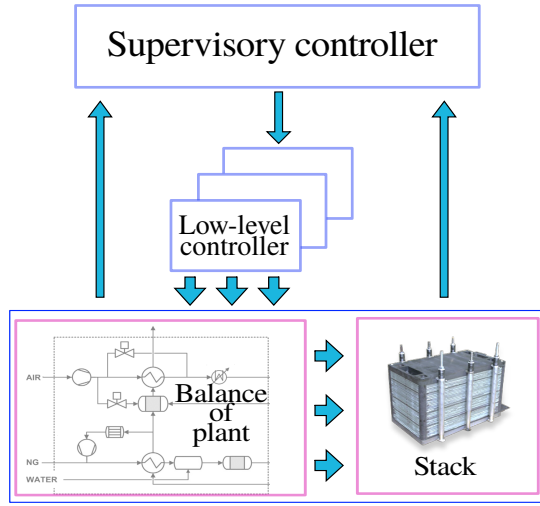 Supervisory controller
Low-level
controller
AIR
Balance
of
plant
NG
WATER
Stack